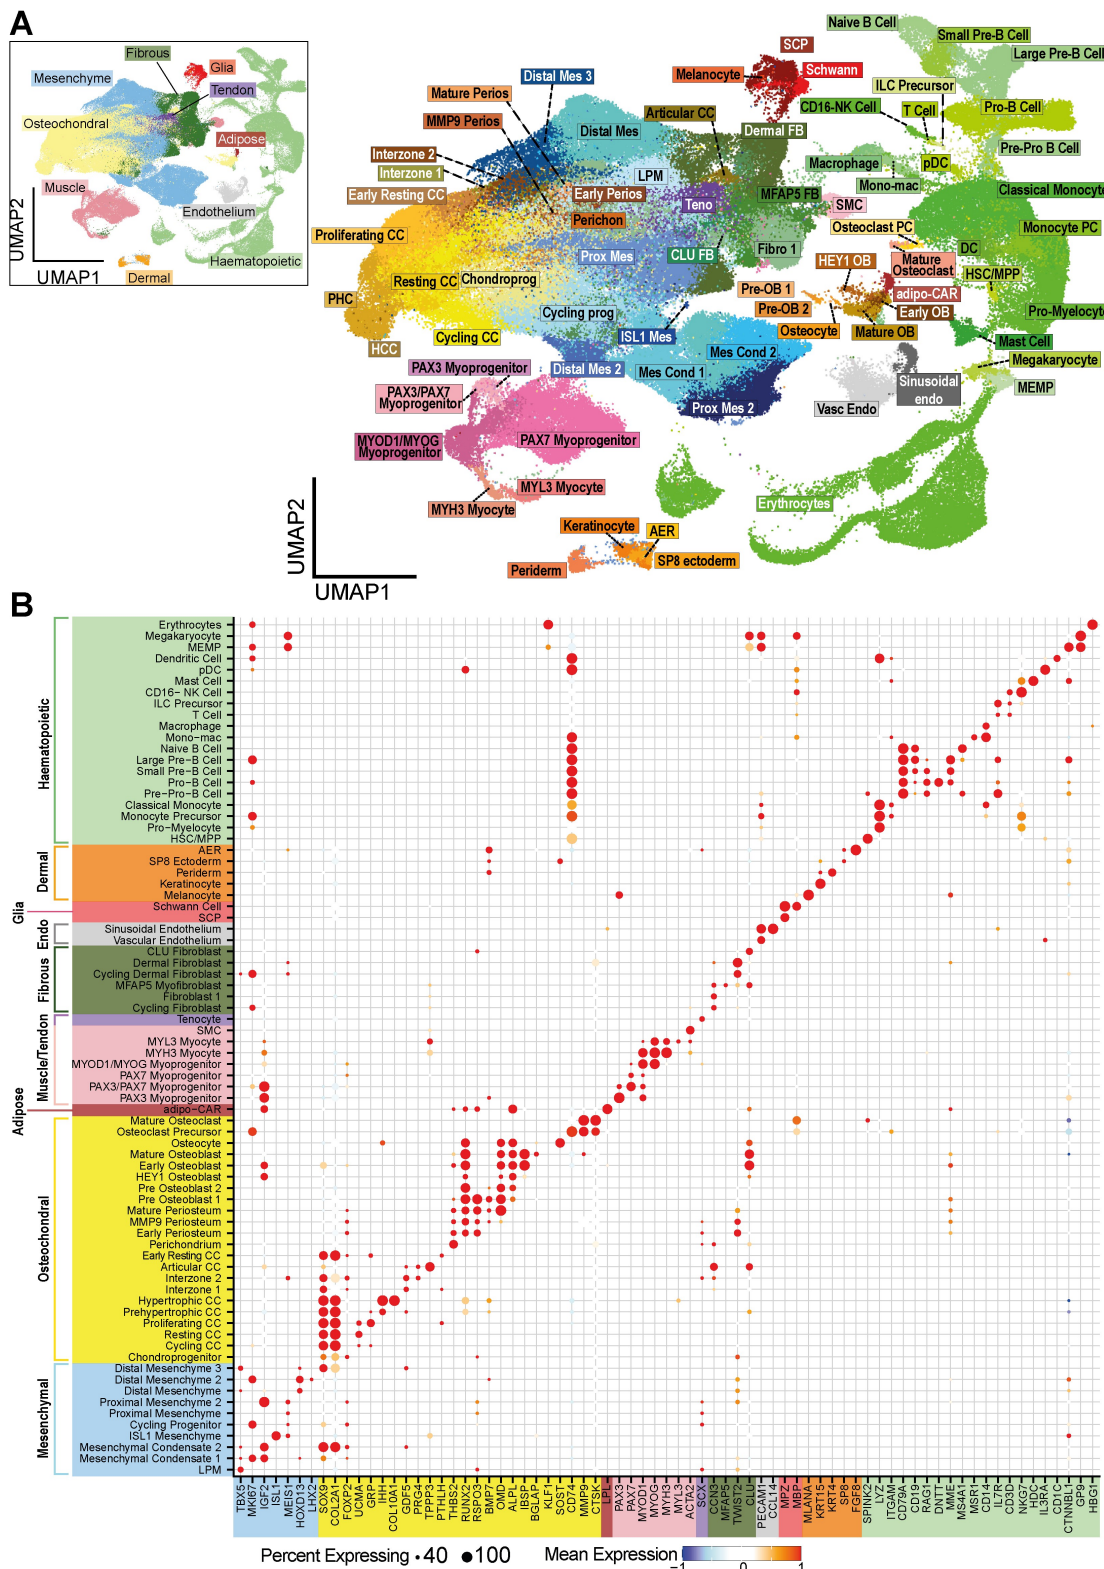 A
Fibrous
Glia
Mesenchyme
Tendon
Osteochondral
Adipose
Muscle
Endothelium
Haematopoietic
Dermal
UMAP2
UMAP1
Naive B Cell
Small Pre-B Cell
Large Pre-B Cell
SCP
Melanocyte
Schwann
ILC Precursor
Distal Mes 3
Mature Perios
MMP9 Perios
Articular CC
CD16-NK Cell
T Cell
Pro-B Cell
Distal Mes
Dermal FB
Pre-Pro B Cell
Interzone 2
Interzone 1
LPM
Macrophage
pDC
Mono-mac
Early Resting CC
Early Perios
Teno
MFAP5 FB
SMC
Classical Monocyte
Perichon
Osteoclast PC
Monocyte PC
Proliferating CC
Prox Mes
CLU FB
Fibro 1
HEY1 OB
Mature
Osteoclast
DC
HSC/MPP
Resting CC
Chondroprog
Pre-OB 1
adipo-CAR
PHC
Cycling prog
Pre-OB 2
Early OB
Pro-Myelocyte
Cycling CC
ISL1 Mes
Osteocyte
Mature OB
Mast Cell
HCC
Mes Cond 2
Megakaryocyte
PAX3 Myoprogenitor
Distal Mes 2
Mes Cond 1
Sinusoidal
endo
MEMP
PAX3/PAX7
Myoprogenitor
Prox Mes 2
Vasc Endo
MYOD1/MYOG
Myoprogenitor
PAX7 Myoprogenitor
MYL3 Myocyte
MYH3 Myocyte
Erythrocytes
Keratinocyte
AER
SP8 ectoderm
Periderm
UMAP2
UMAP1
B
Haematopoietic
Erythrocytes
Megakaryocyte
MEMP
Dendritic Cell
pDC
Mast Cell
CD16− NK Cell
ILC Precursor
T Cell
Macrophage
Mono−mac
Naive B Cell
Large Pre−B Cell
Small Pre−B Cell
Pro−B Cell
Pre−Pro−B Cell
Classical Monocyte
Monocyte Precursor
Pro−Myelocyte
HSC/MPP
Dermal
AER
SP8 Ectoderm
Periderm
Keratinocyte
Melanocyte
Glia
Schwann Cell
SCP
Endo
Sinusoidal Endothelium
Vascular Endothelium
Fibrous
CLU Fibroblast
Dermal Fibroblast
Cycling Dermal Fibroblast
MFAP5 Myofibroblast
Fibroblast 1
Cycling Fibroblast
Muscle/Tendon
Tenocyte
SMC
MYL3 Myocyte
MYH3 Myocyte
MYOD1/MYOG Myoprogenitor
PAX7 Myoprogenitor
PAX3/PAX7 Myoprogenitor
PAX3 Myoprogenitor
Adipose
adipo−CAR
Osteochondral
Mature Osteoclast
Osteoclast Precursor
Osteocyte
Mature Osteoblast
Early Osteoblast
HEY1 Osteoblast
Pre Osteoblast 2
Pre Osteoblast 1
Mature Periosteum
MMP9 Periosteum
Early Periosteum
Perichondrium
Early Resting CC
Articular CC
Interzone 2
Interzone 1
Hypertrophic CC
Prehypertrophic CC
Proliferating CC
Resting CC
Cycling CC
Chondroprogenitor
Mesenchymal
Distal Mesenchyme 3
Distal Mesenchyme 2
Distal Mesenchyme
Proximal Mesenchyme 2
Proximal Mesenchyme
Cycling Progenitor
ISL1 Mesenchyme
Mesenchymal Condensate 2
Mesenchymal Condensate 1
LPM
TBX5
MKI67
IGF2
ISL1
MEIS1
HOXD13
LHX2
SOX9
COL2A1
FOXP2
UCMA
GRP
IHH
COL10A1
GDF5
PRG4
TPPP3
PTHLH
THBS2
RUNX2
RSPO3
BMP7
OMD
ALPL
IBSP
BGLAP
KLF1
SOST
CD74
MMP9
CTSK
LPL
PAX3
PAX7
MYOD1
MYOG
MYH3
MYL3
ACTA2
SCX
CCN3
MFAP5
TWIST2
CLU
PECAM1
CCL14
MPZ
MBP
MLANA
KRT15
KRT4
SP8
FGF8
SPINK2
LYZ
ITGAM
CD79A
CD19
RAG1
DNTT
MME
MS4A1
MSR1
CD14
IL7R
CD3D
NKG7
HDC
IL3RA
CD1C
CTNNBL1
GP9
HBG1
Percent Expressing 40 100
Mean Expression −1 0 1